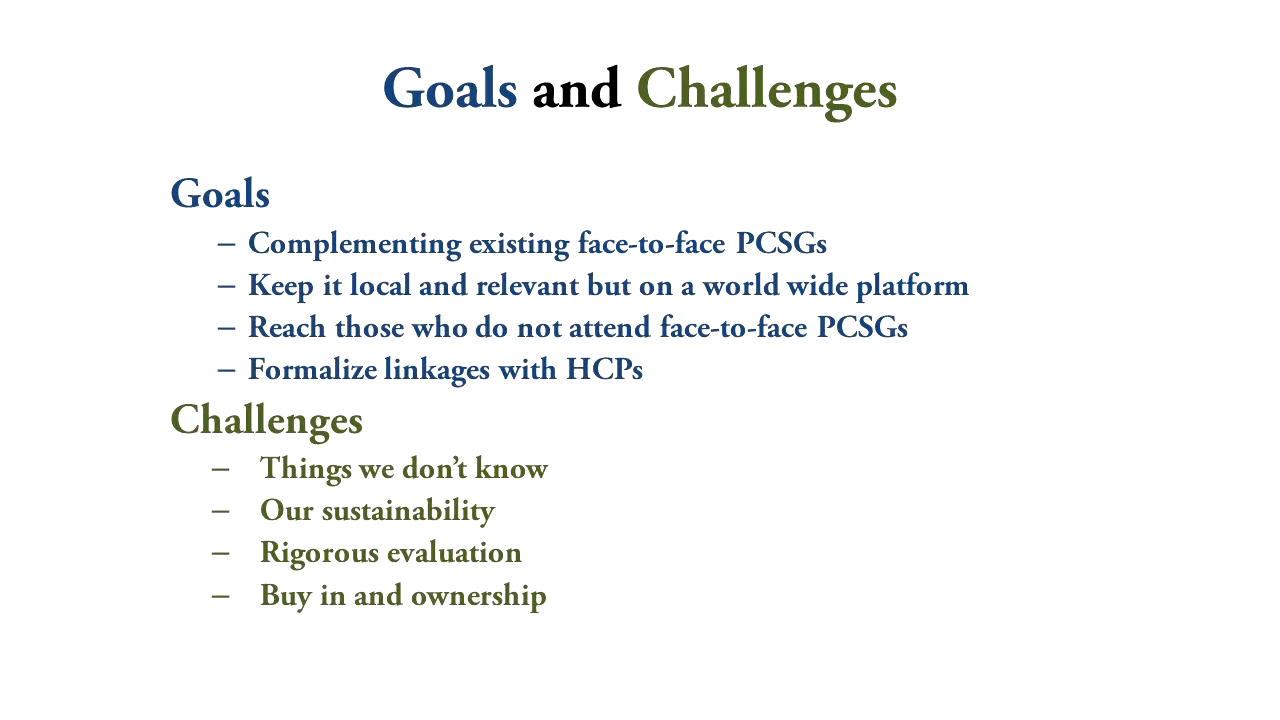 Goals and Challenges
Goals
– Complementing existing face-to-face PCSGs
– Keep it local and relevant but on a world wide platform
– Reach those who do not attend face-to-face PCSGs
– Formalize linkages with HCPs
Challenges
– Things we don’t know
– Our sustainability
– Rigorous evaluation
– Buy in and ownership